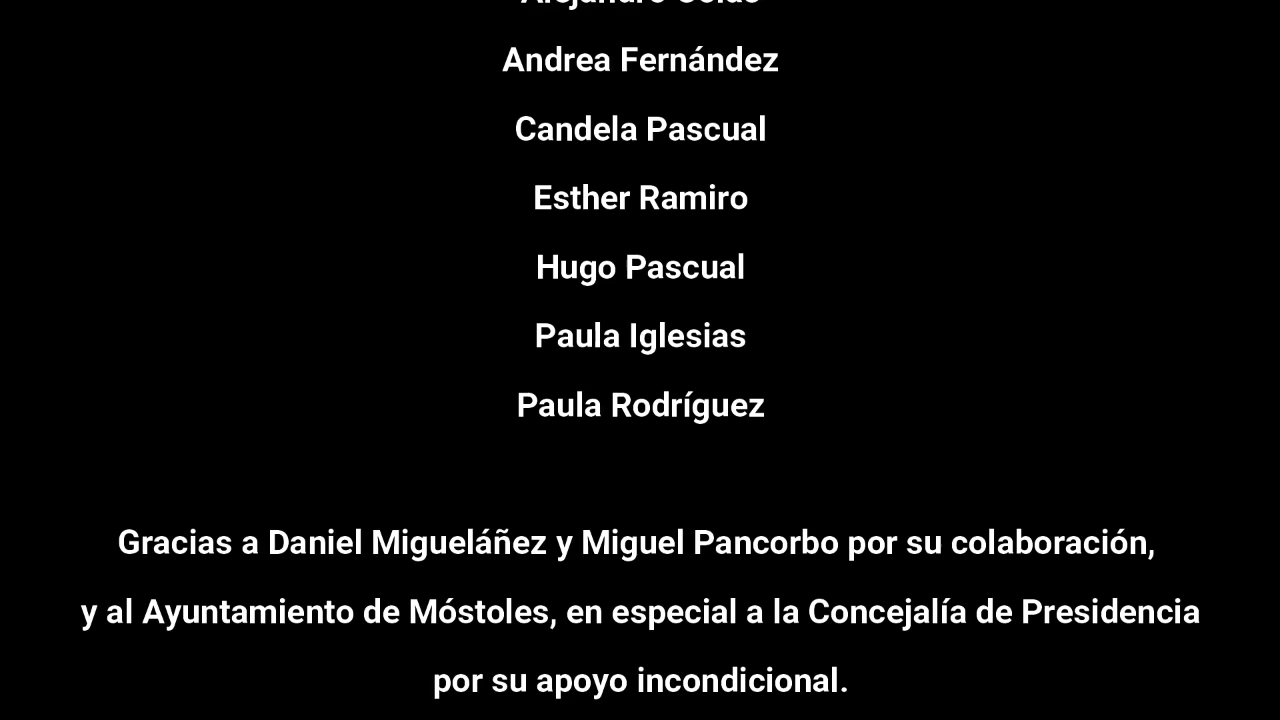 Andrea Fernández
Candela Pascual
Esther Ramiro
Hugo Pascual
Paula Iglesias
Paula Rodríguez
Gracias a Daniel Migueláñez y Miguel Pancorbo por su colaboración,
y al Ayuntamiento de Móstoles, en especial a la Concejalía de Presidencia
por su apoyo incondicional.